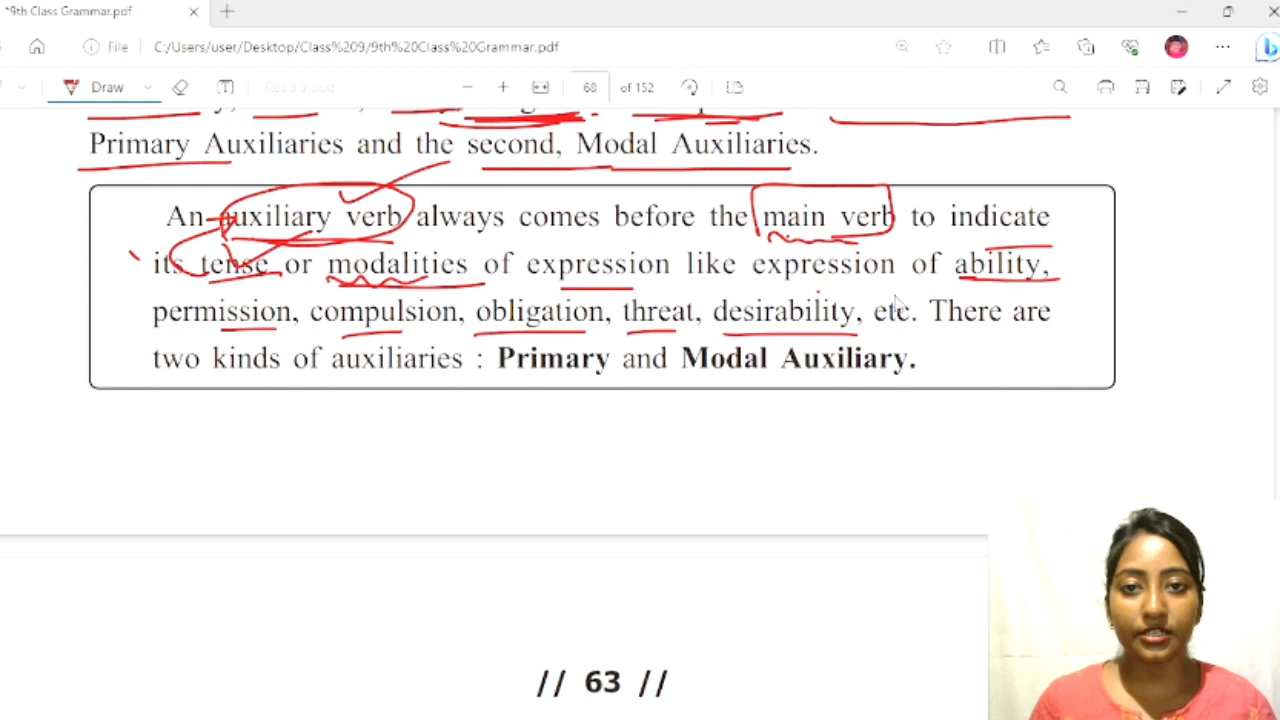 *9th Class Grammar.pdf
File C:/Users/user/Desktop/Class%209/9th%20Class%20Grammar.pdf
Draw Read aloud 68 of 152
Primary Auxiliaries and the second, Modal Auxiliaries.
An auxiliary verb always comes before the main verb to indicate
its tense or modalities of expression like expression of ability,
permission, compulsion, obligation, threat, desirability, etc. There are
two kinds of auxiliaries : Primary and Modal Auxiliary.
// 63 //